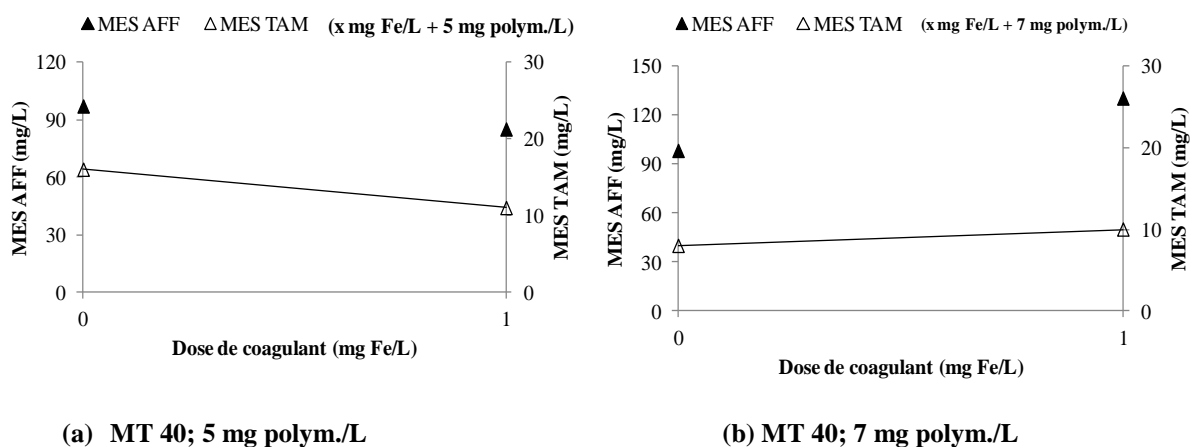 ▲ MES AFF △ MES TAM (x mg Fe/L + 5 mg polym./L)
120
90
60
30
0
MES AFF (mg/L)
30
20
10
0
MES TAM (mg/L)
0 1
Dose de coagulant (mg Fe/L)
(a) MT 40; 5 mg polym./L
▲ MES AFF △ MES TAM (x mg Fe/L + 7 mg polym./L)
150
120
90
60
30
0
MES AFF (mg/L)
30
20
10
0
MES TAM (mg/L)
0 1
Dose de coagulant (mg Fe/L)
(b) MT 40; 7 mg polym./L